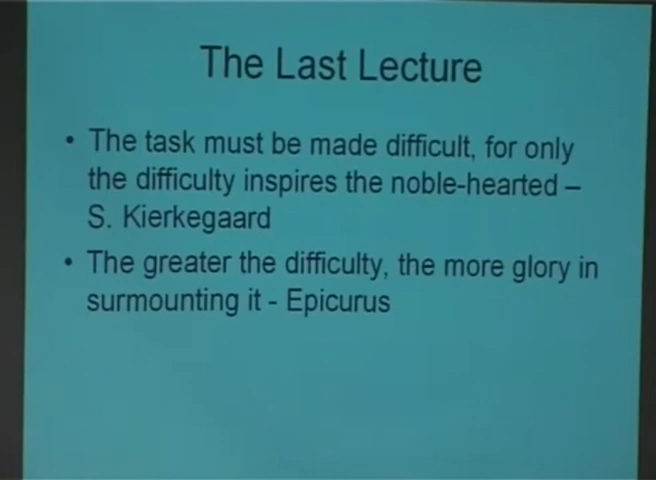 The Last Lecture
• The task must be made difficult, for only
the difficulty inspires the noble-hearted –
S. Kierkegaard
• The greater the difficulty, the more glory in
surmounting it - Epicurus